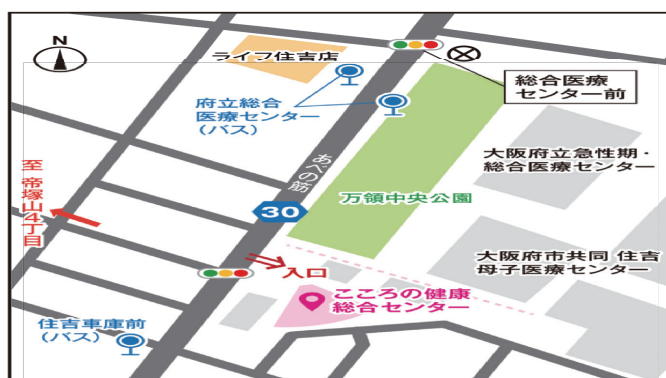 N
ライフ住吉店
府立総合
医療センター
(バス)
総合医療
センター前
大阪府立急性期・
総合医療センター
あべの筋
万領中央公園
至 帝塚山4丁目
30
大阪府市共同 住吉
母子医療センター
入口
こころの健康
総合センター
住吉車庫前
(バス)